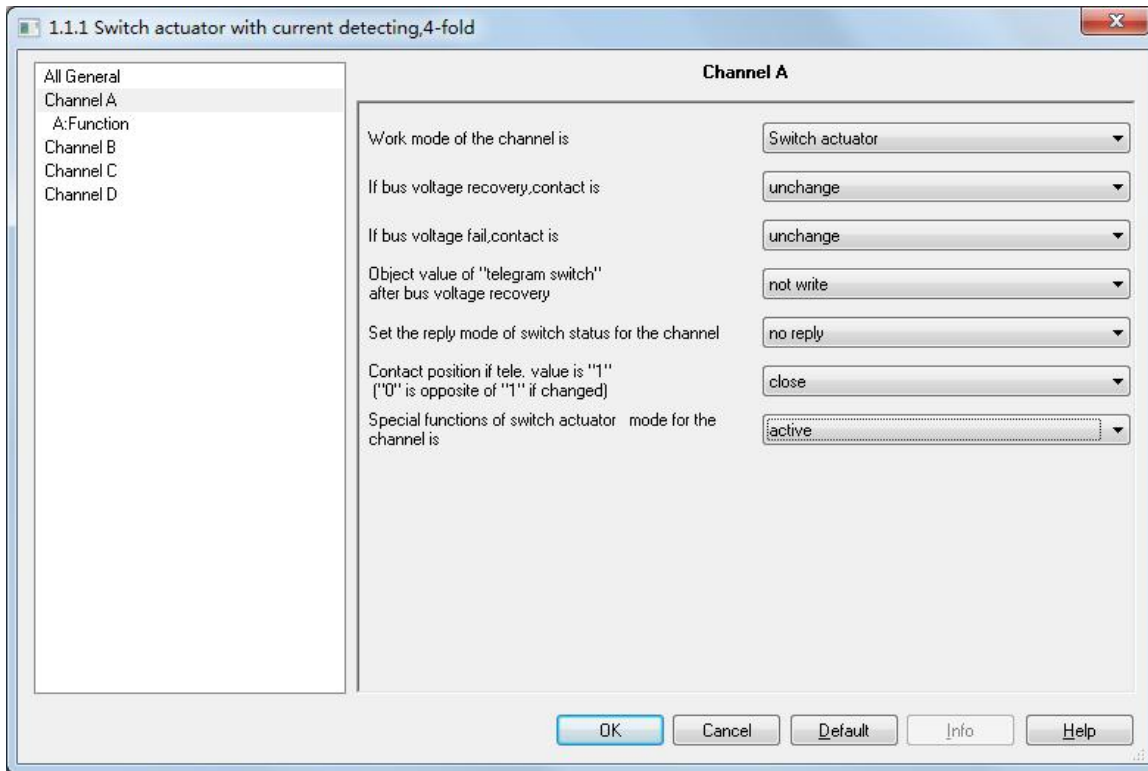 1.1.1 Switch actuator with current detecting,4-fold
X
All General
Channel A
A:Function
Channel B
Channel C
Channel D
Channel A
Work mode of the channel is
Switch actuator
If bus voltage recovery,contact is
unchange
If bus voltage fail,contact is
unchange
Object value of "telegram switch"
after bus voltage recovery
not write
Set the reply mode of switch status for the channel
no reply
Contact position if tele. value is "1"
("0" is opposite of "1" if changed)
close
Special functions of switch actuator   mode for the
channel is
active
OK
Cancel
Default
Info
Help